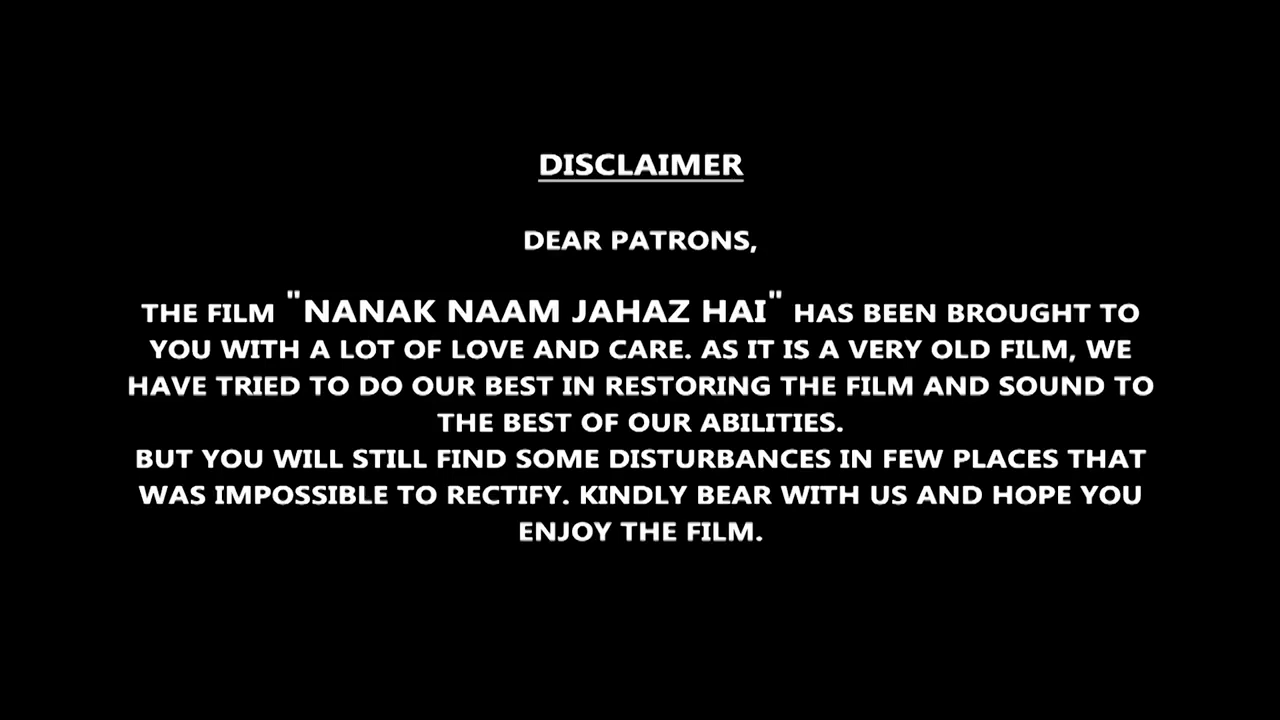 DISCLAIMER
DEAR PATRONS,
THE FILM "NANAK NAAM JAHAZ HAI" HAS BEEN BROUGHT TO
YOU WITH A LOT OF LOVE AND CARE. AS IT IS A VERY OLD FILM, WE
HAVE TRIED TO DO OUR BEST IN RESTORING THE FILM AND SOUND TO
THE BEST OF OUR ABILITIES.
BUT YOU WILL STILL FIND SOME DISTURBANCES IN FEW PLACES THAT
WAS IMPOSSIBLE TO RECTIFY. KINDLY BEAR WITH US AND HOPE YOU
ENJOY THE FILM.